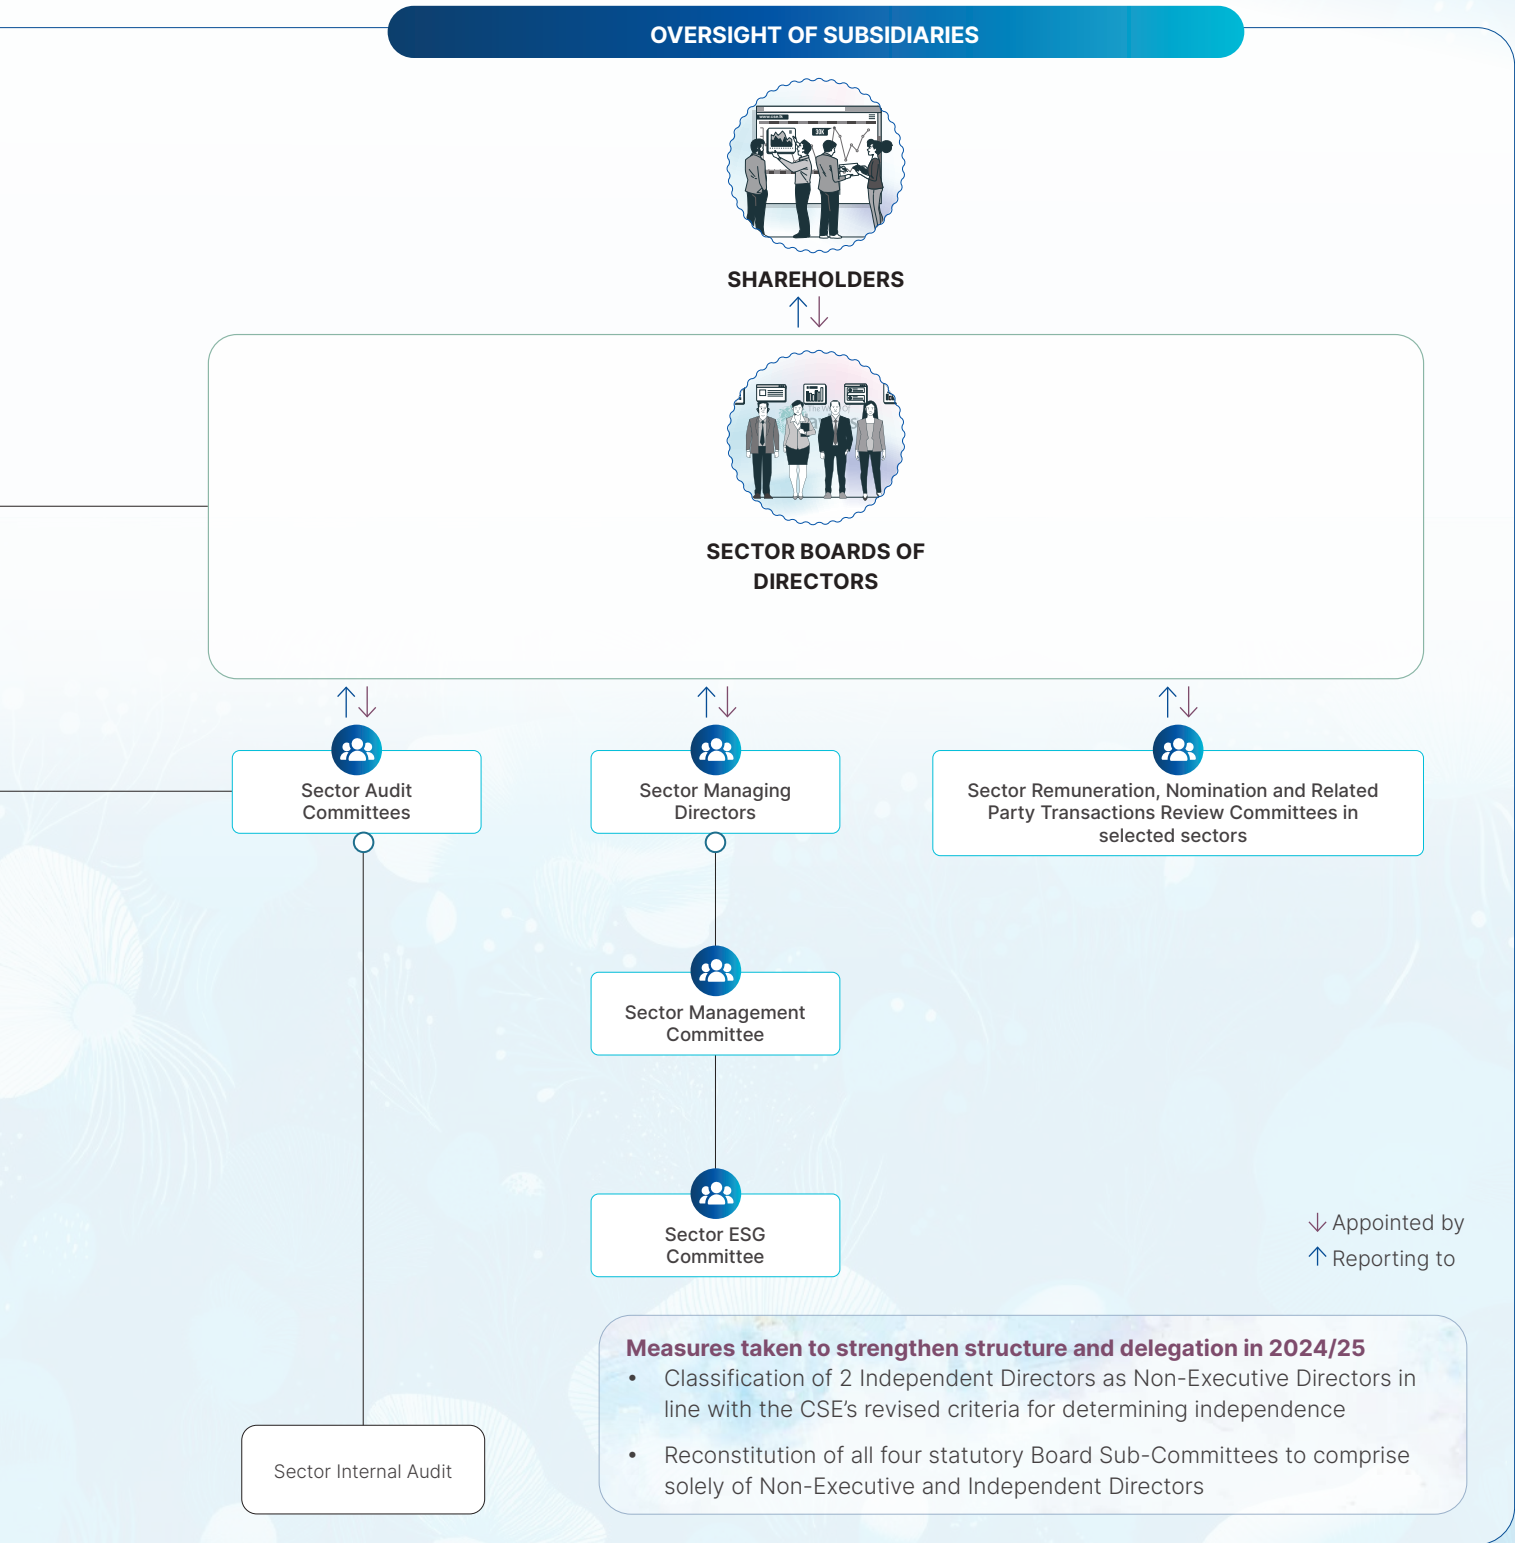 OVERSIGHT OF SUBSIDIARIES
www.cse.lk
30X
SHAREHOLDERS
SECTOR BOARDS OF
DIRECTORS
Sector Audit
Committees
Sector Managing
Directors
Sector Remuneration, Nomination and Related
Party Transactions Review Committees in
selected sectors
Sector Management
Committee
Sector ESG
Committee
↓ Appointed by
↑ Reporting to
Measures taken to strengthen structure and delegation in 2024/25
• Classification of 2 Independent Directors as Non-Executive Directors in
line with the CSE’s revised criteria for determining independence
• Reconstitution of all four statutory Board Sub-Committees to comprise
solely of Non-Executive and Independent Directors
Sector Internal Audit